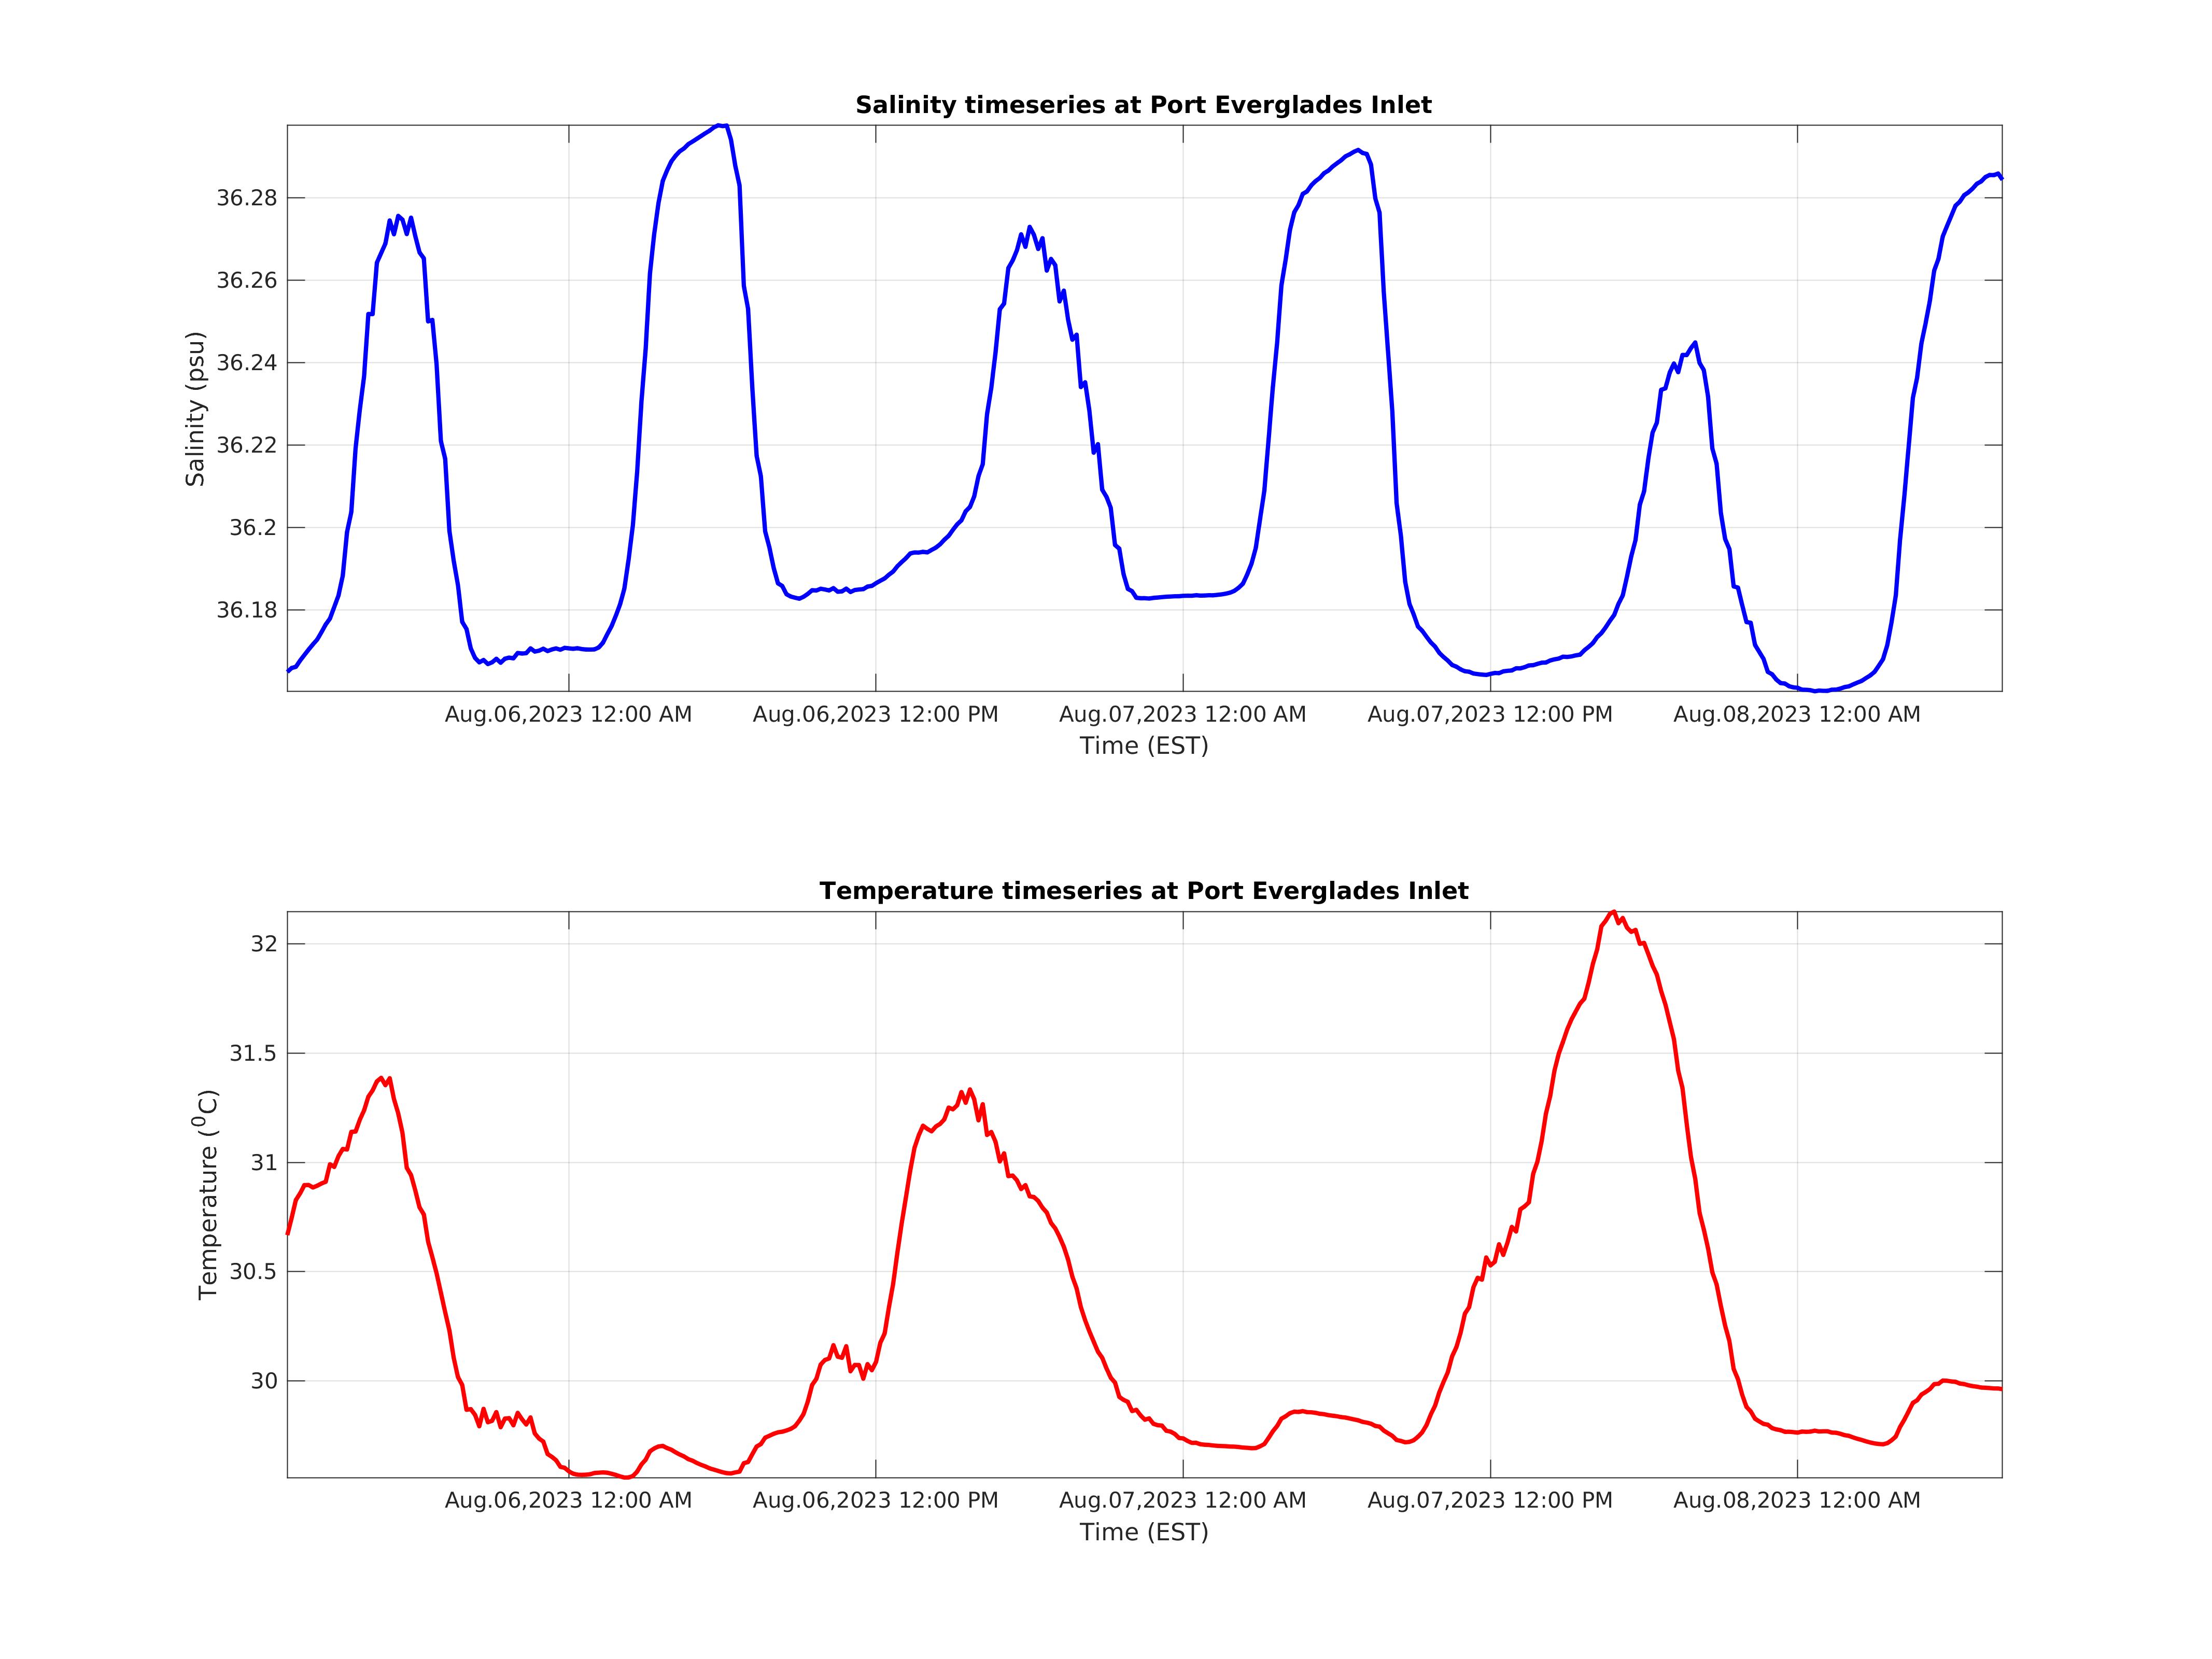 Salinity timeseries at Port Everglades Inlet
Salinity (psu)
36.28
36.26
36.24
36.22
36.2
36.18
Aug.06,2023 12:00 AM Aug.06,2023 12:00 PM Aug.07,2023 12:00 AM Aug.07,2023 12:00 PM Aug.08,2023 12:00 AM
Time (EST)
Temperature timeseries at Port Everglades Inlet
Temperature (⁰C)
32
31.5
31
30.5
30
Aug.06,2023 12:00 AM Aug.06,2023 12:00 PM Aug.07,2023 12:00 AM Aug.07,2023 12:00 PM Aug.08,2023 12:00 AM
Time (EST)